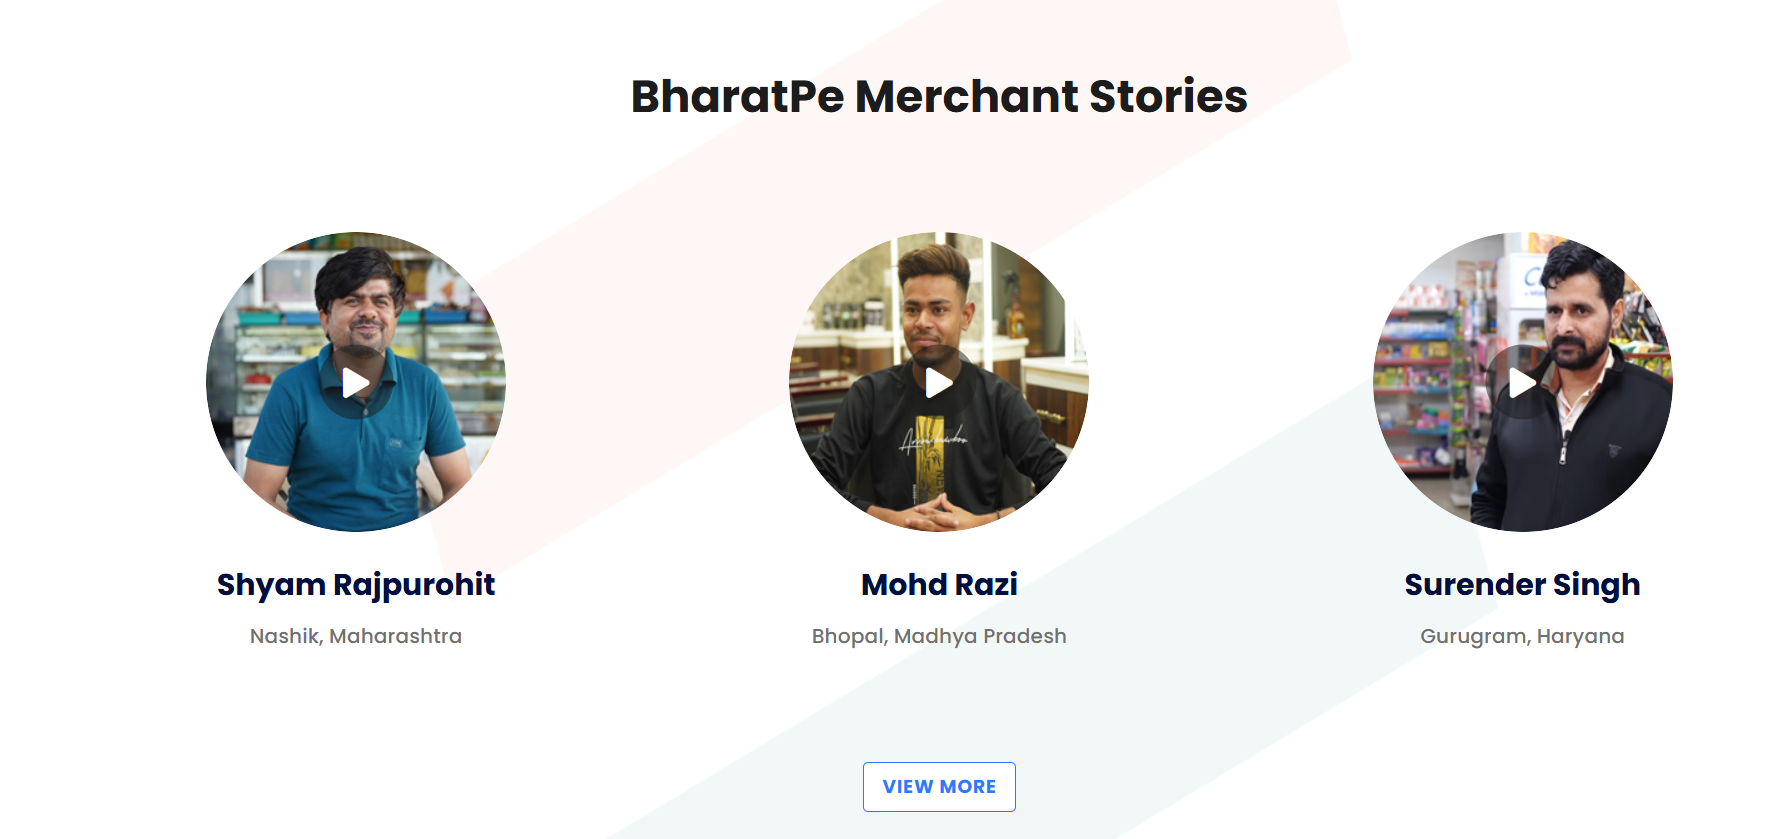 BharatPe Merchant Stories
Shyam Rajpurohit
Nashik, Maharashtra
Mohd Razi
Bhopal, Madhya Pradesh
Surender Singh
Gurugram, Haryana
VIEW MORE